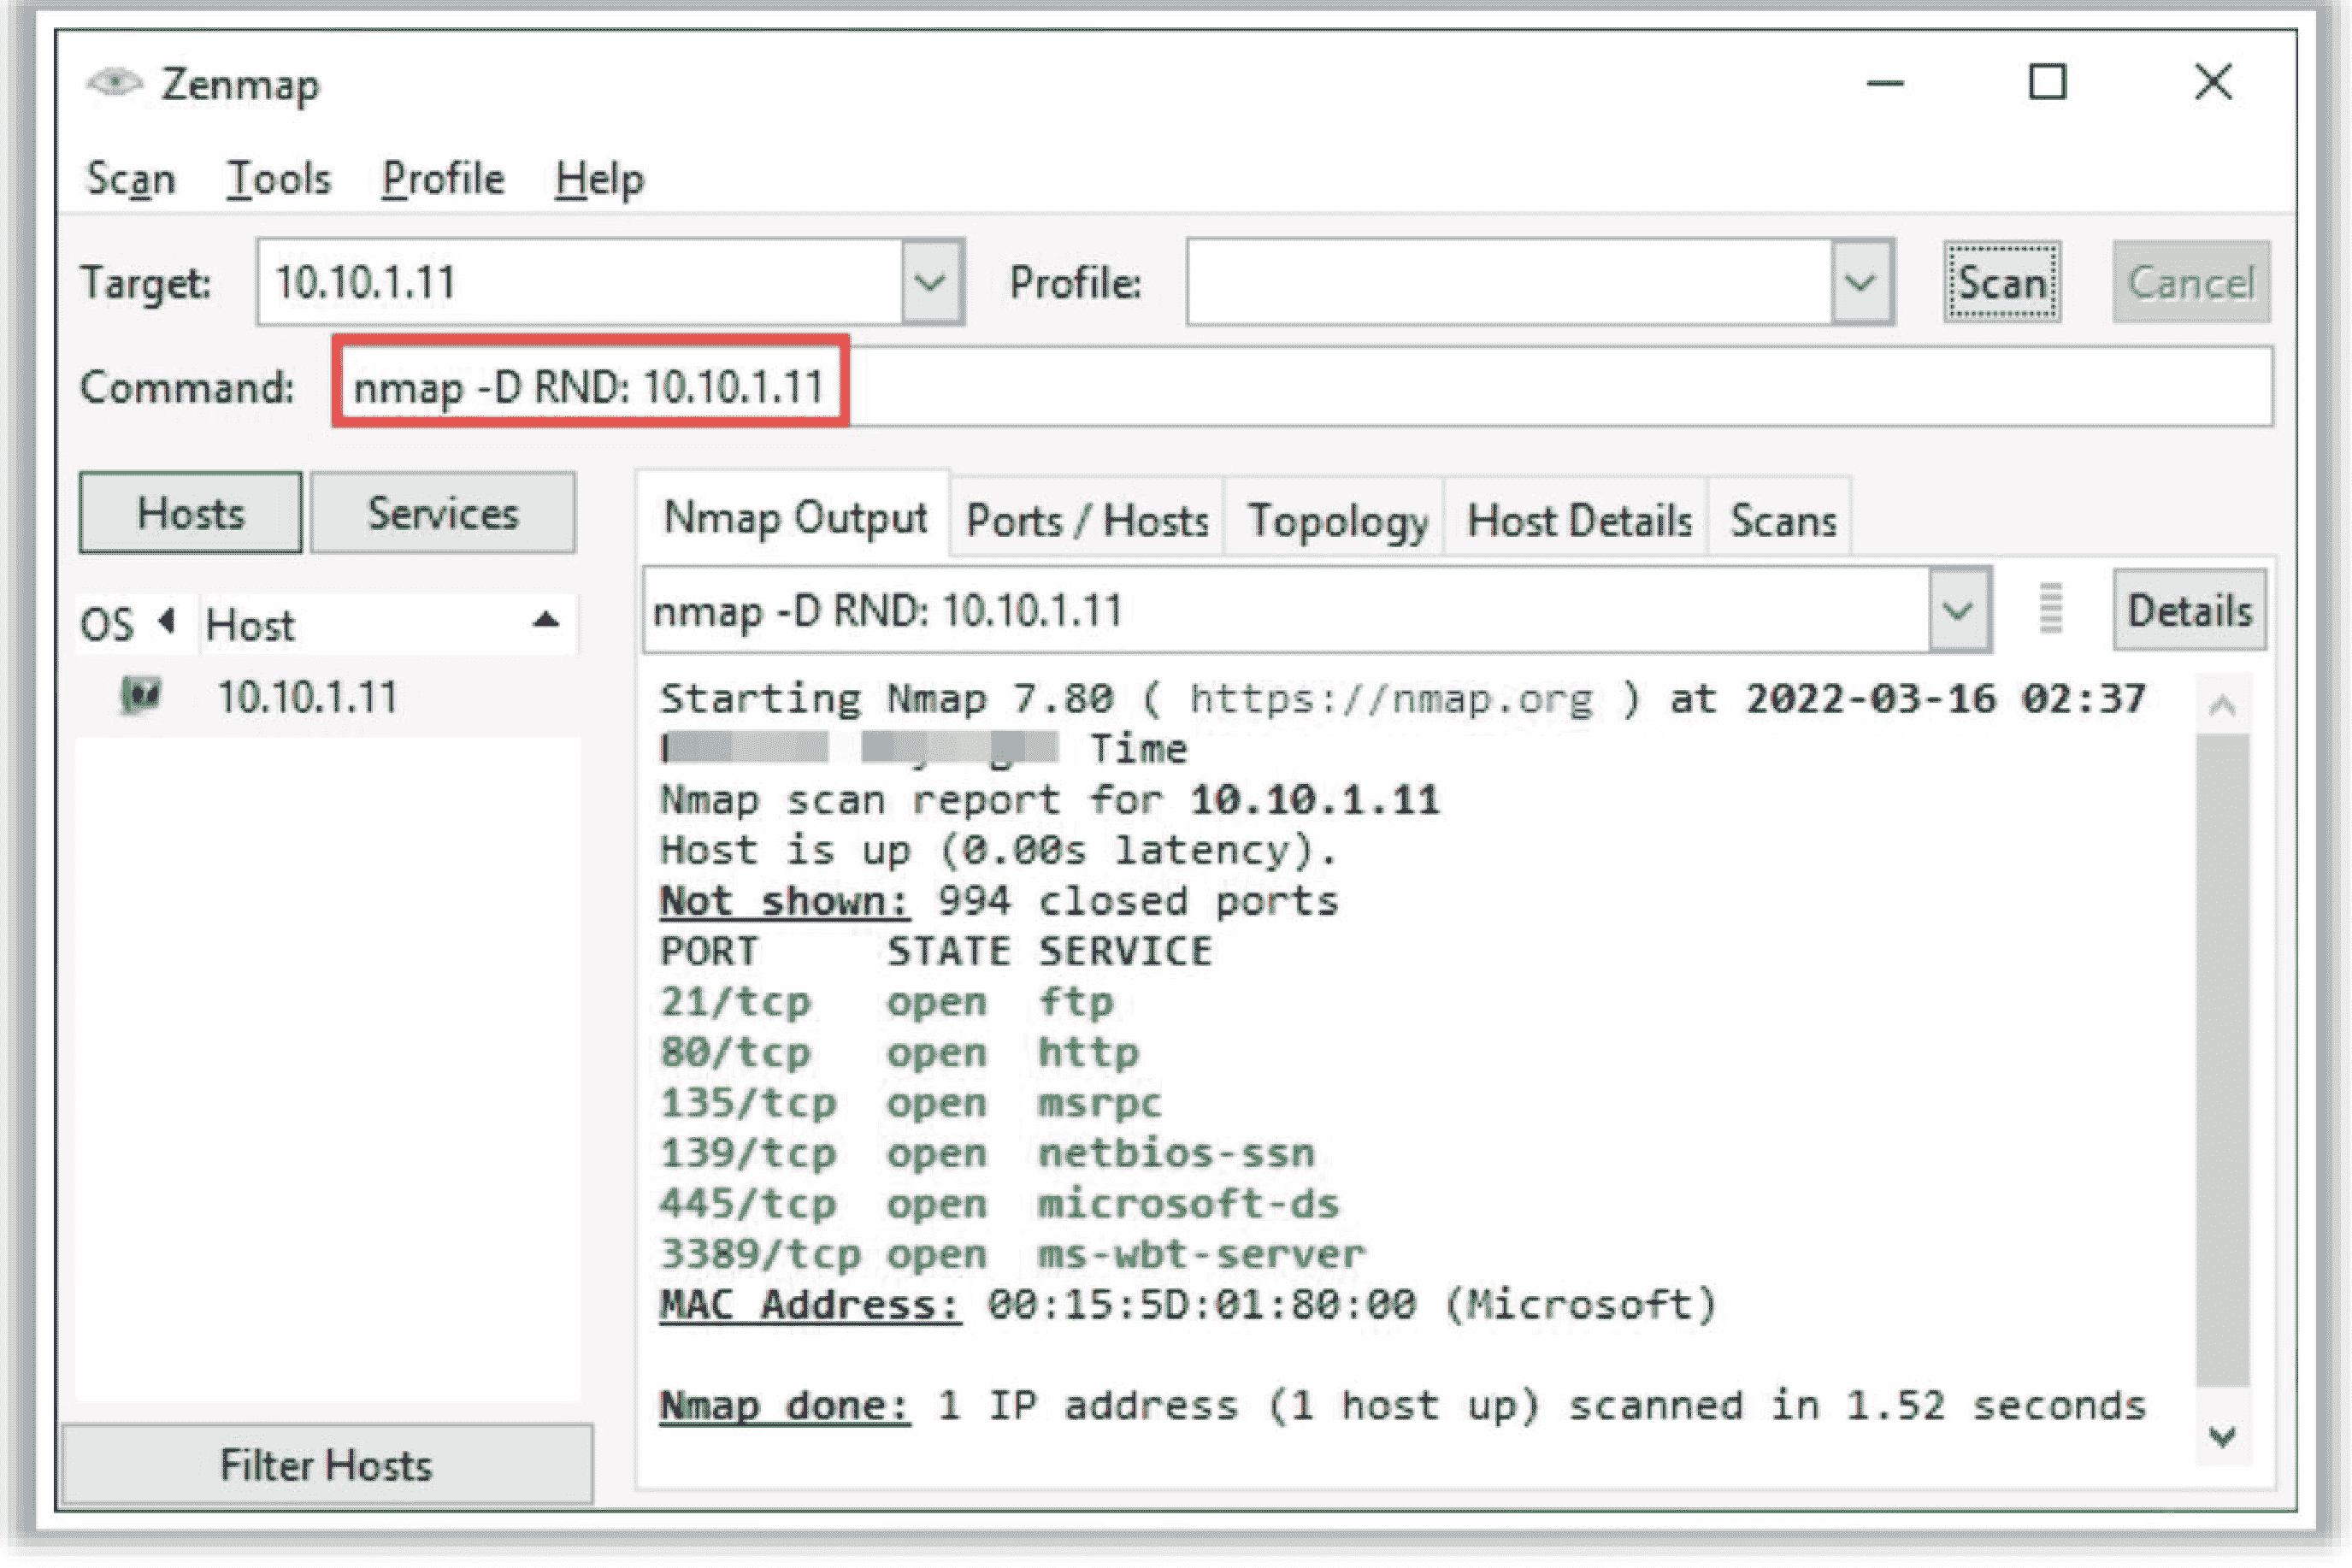 Zenmap
Scan Tools Profile Help
Target: 10.10.1.11 Profile: Scan Cancel
Command: nmap -D RND: 10.10.1.11
Hosts Services
Nmap Output Ports / Hosts Topology Host Details Scans
nmap -D RND: 10.10.1.11 Details
OS Host
10.10.1.11
Starting Nmap 7.80 ( https://nmap.org ) at 2022-03-16 02:37
Time
Nmap scan report for 10.10.1.11
Host is up (0.00s latency).
Not shown: 994 closed ports
PORT STATE SERVICE
21/tcp open ftp
80/tcp open http
135/tcp open msrpc
139/tcp open netbios-ssn
445/tcp open microsoft-ds
3389/tcp open ms-wbt-server
MAC Address: 00:15:5D:01:80:00 (Microsoft)
Nmap done: 1 IP address (1 host up) scanned in 1.52 seconds
Filter Hosts